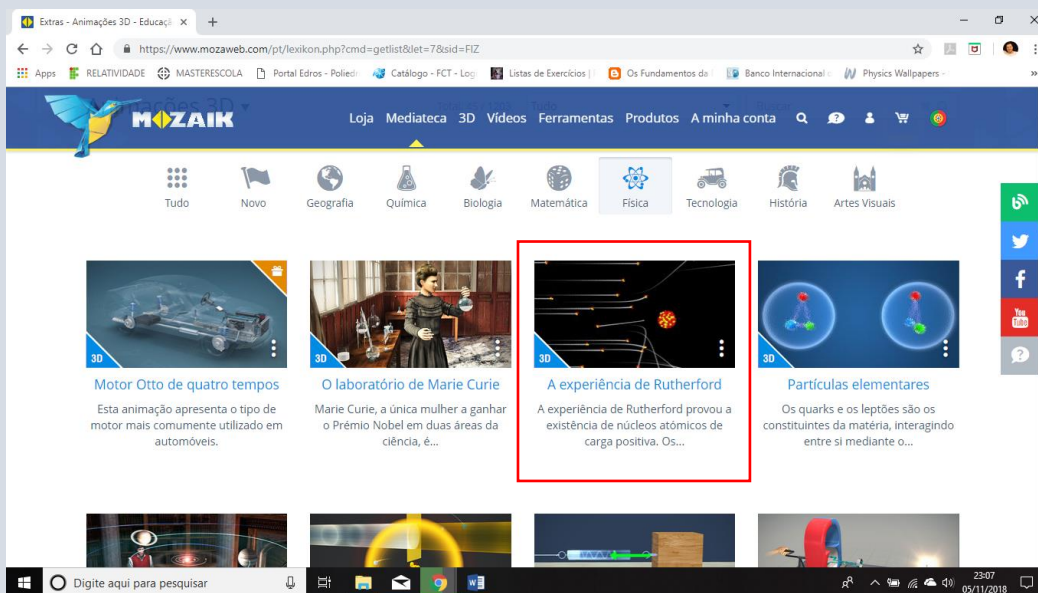 Extras - Animações 3D - Educaçã
https://www.mozaweb.com/pt/lexikon.php?cmd=getlist&let=7&sid=FIZ
Apps RELATIVIDADE MASTERESCOLA Portal Edros - Poliedr Catálogo - FCT - Log Listas de Exercícios | Os Fundamentos da Banco Internacional Physics Wallpapers -
Animações 3D
MOZAIK
Loja Mediateca 3D Vídeos Ferramentas Produtos A minha conta
Tudo Novo Geografia Química Biologia Matemática Física Tecnologia História Artes Visuais
You Tube
3D 3D 3D 3D
Motor Otto de quatro tempos
Esta animação apresenta o tipo de
motor mais comumente utilizado em
automóveis.
O laboratório de Marie Curie
Marie Curie, a única mulher a ganhar
o Prémio Nobel em duas áreas da
ciência, é...
A experiência de Rutherford
A experiência de Rutherford provou a
existência de núcleos atómicos de
carga positiva. Os...
Partículas elementares
Os quarks e os leptões são os
constituintes da matéria, interagindo
entre si mediante o...
Digite aqui para pesquisar
23:07
05/11/2018